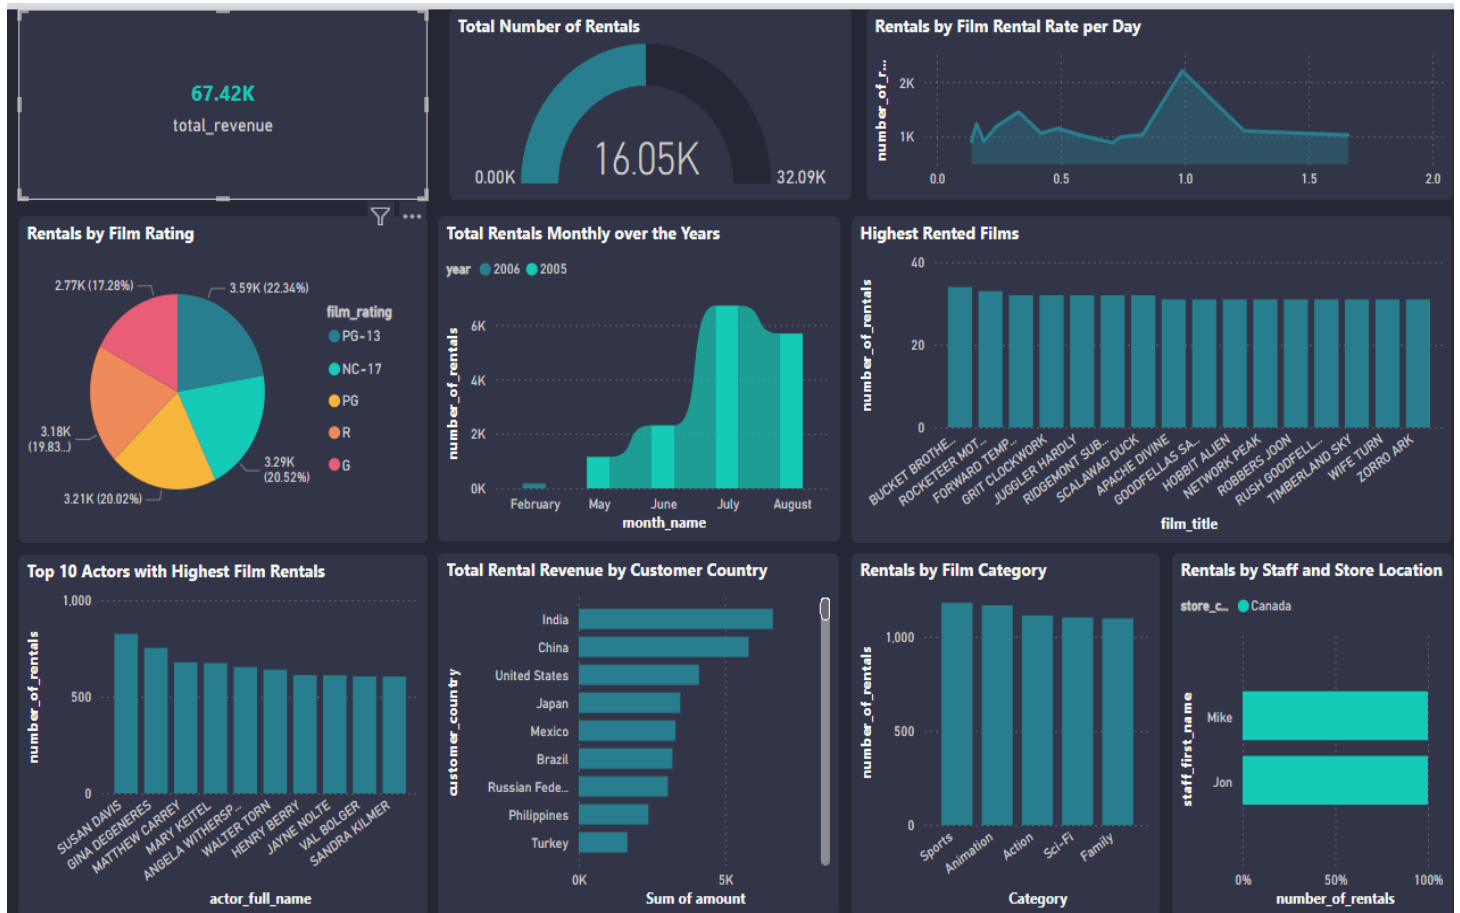 67.42K
total_revenue
Total Number of Rentals
16.05K
0.00K
32.09K
Rentals by Film Rental Rate per Day
number_of_r...
2K
1K
0.0
0.5
1.0
1.5
2.0
Rentals by Film Rating
2.77K (17.28%)
3.59K (22.34%)
3.18K
(19.83...)
3.29K
(20.52%)
3.21K (20.02%)
film_rating
PG-13
NC-17
PG
R
G
Total Rentals Monthly over the Years
year 2006 2005
number_of_rentals
6K
4K
2K
0K
February
May
June
July
August
month_name
Highest Rented Films
number_of_rentals
40
20
0
BUCKET BROTHE...
ROCKETEER MOT...
FORWARD TEMP...
GRIT CLOCKWORK
JUGGLER HARDLY
RIDGEMONT SUB...
SCALAWAG DUCK
APACHE DIVINE
GOODFELLAS SA...
HOBBIT ALIEN
NETWORK PEAK
ROBBERS JOON
RUSH GOODFELL...
TIMBERLAND SKY
WIFE TURN
ZORRO ARK
film_title
Top 10 Actors with Highest Film Rentals
number_of_rentals
1,000
500
0
SUSAN DAVIS
GINA DEGENERES
MATTHEW CARREY
MARY KEITEL
ANGELA WITHERSP...
WALTER TORN
HENRY BERRY
JAYNE NOLTE
VAL BOLGER
SANDRA KILMER
actor_full_name
Total Rental Revenue by Customer Country
customer_country
India
China
United States
Japan
Mexico
Brazil
Russian Fede...
Philippines
Turkey
0K
5K
Sum of amount
Rentals by Film Category
number_of_rentals
1,000
500
0
Sports
Animation
Action
Sci-Fi
Family
Category
Rentals by Staff and Store Location
store_c... Canada
staff_first_name
Mike
Jon
0%
50%
100%
number_of_rentals